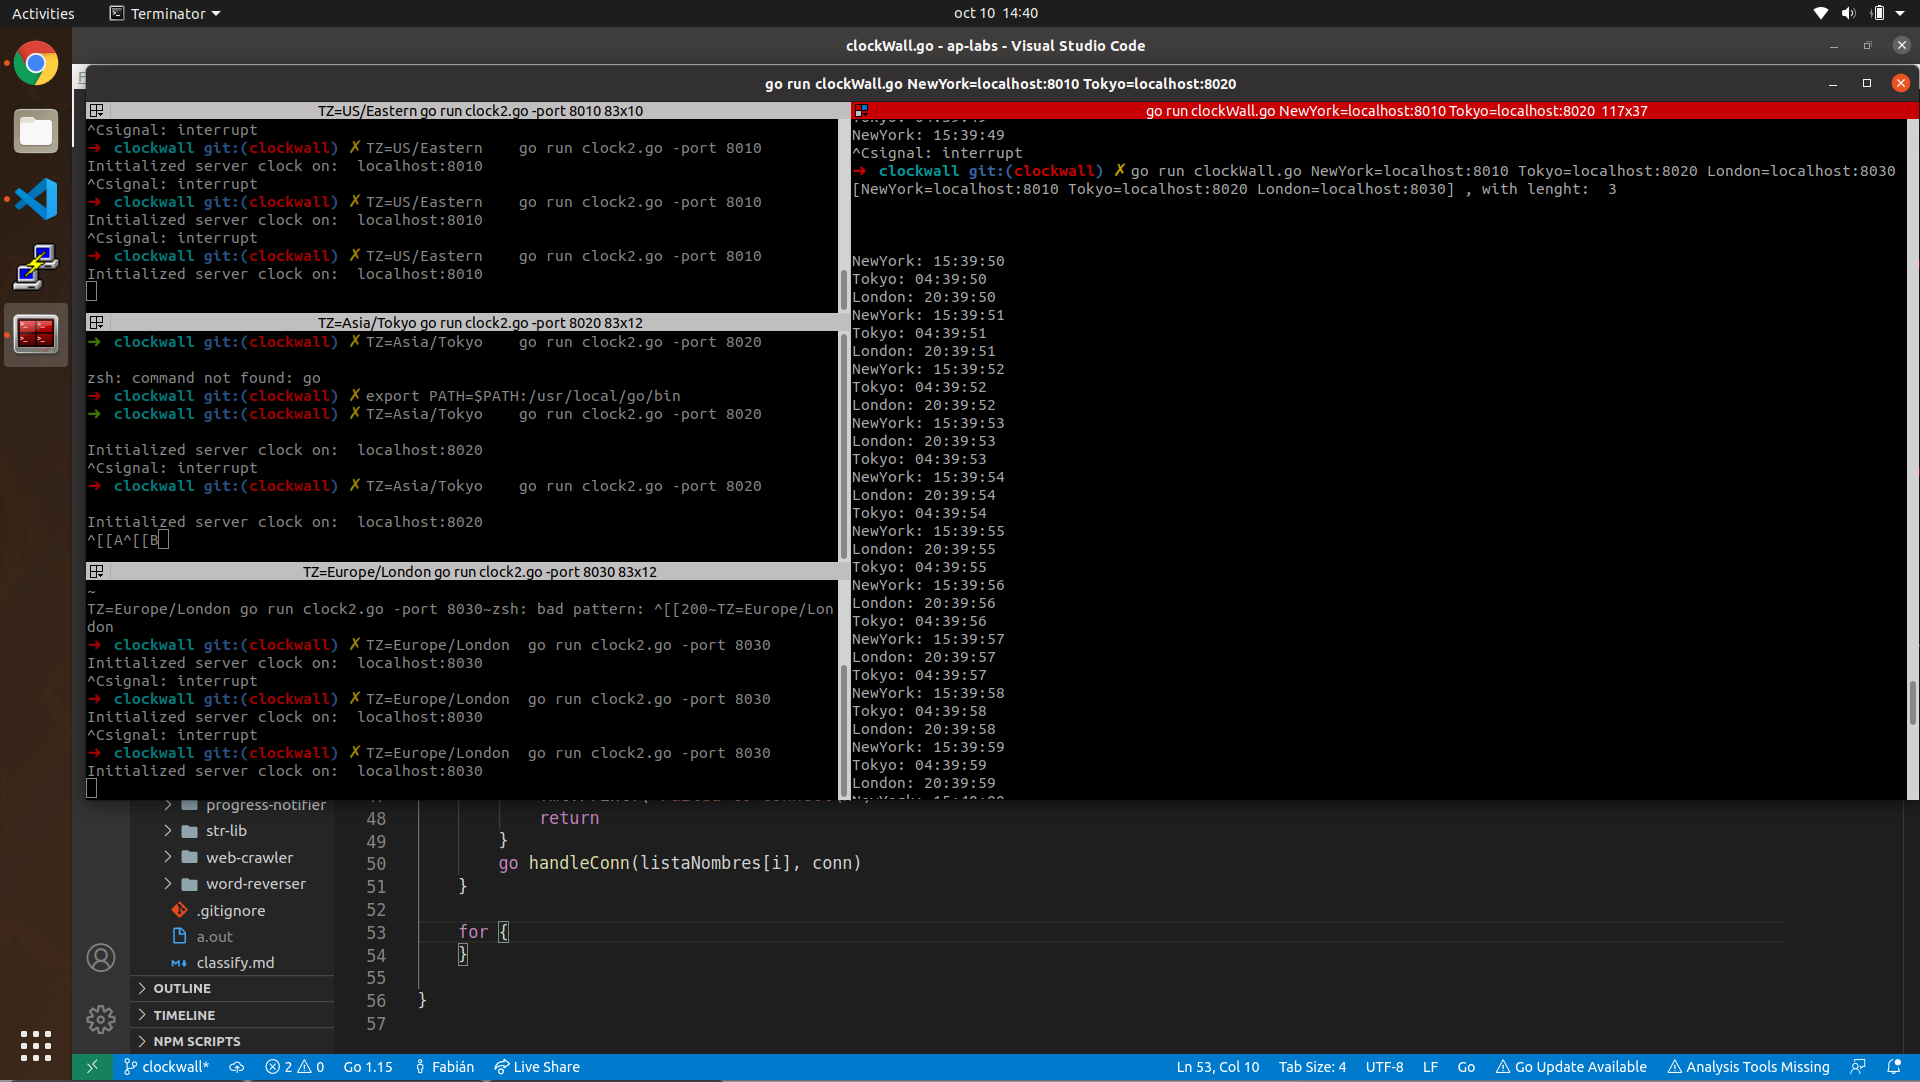 Activities
Terminator
oct 10 14:40
clockWall.go - ap-labs - Visual Studio Code
go run clockWall.go NewYork=localhost:8010 Tokyo=localhost:8020
TZ=US/Eastern go run clock2.go -port 8010 83x10
^Csignal: interrupt
➜ clockwall git:(clockwall) ✗ TZ=US/Eastern go run clock2.go -port 8010
Initialized server clock on: localhost:8010
^Csignal: interrupt
➜ clockwall git:(clockwall) ✗ TZ=US/Eastern go run clock2.go -port 8010
Initialized server clock on: localhost:8010
^Csignal: interrupt
➜ clockwall git:(clockwall) ✗ TZ=US/Eastern go run clock2.go -port 8010
Initialized server clock on: localhost:8010
TZ=Asia/Tokyo go run clock2.go -port 8020 83x12
➜ clockwall git:(clockwall) ✗ TZ=Asia/Tokyo go run clock2.go -port 8020
zsh: command not found: go
➜ clockwall git:(clockwall) ✗ export PATH=$PATH:/usr/local/go/bin
➜ clockwall git:(clockwall) ✗ TZ=Asia/Tokyo go run clock2.go -port 8020
Initialized server clock on: localhost:8020
^Csignal: interrupt
➜ clockwall git:(clockwall) ✗ TZ=Asia/Tokyo go run clock2.go -port 8020
Initialized server clock on: localhost:8020
^[[A^[[B
TZ=Europe/London go run clock2.go -port 8030 83x12
~
TZ=Europe/London go run clock2.go -port 8030~zsh: bad pattern: ^[[200~TZ=Europe/Lon
don
➜ clockwall git:(clockwall) ✗ TZ=Europe/London go run clock2.go -port 8030
Initialized server clock on: localhost:8030
^Csignal: interrupt
➜ clockwall git:(clockwall) ✗ TZ=Europe/London go run clock2.go -port 8030
Initialized server clock on: localhost:8030
^Csignal: interrupt
➜ clockwall git:(clockwall) ✗ TZ=Europe/London go run clock2.go -port 8030
Initialized server clock on: localhost:8030
go run clockWall.go NewYork=localhost:8010 Tokyo=localhost:8020 117x37
Tokyo: 04:39:49
NewYork: 15:39:49
^Csignal: interrupt
➜ clockwall git:(clockwall) ✗ go run clockWall.go NewYork=localhost:8010 Tokyo=localhost:8020 London=localhost:8030
[NewYork=localhost:8010 Tokyo=localhost:8020 London=localhost:8030] , with lenght: 3
NewYork: 15:39:50
Tokyo: 04:39:50
London: 20:39:50
NewYork: 15:39:51
Tokyo: 04:39:51
London: 20:39:51
NewYork: 15:39:52
Tokyo: 04:39:52
London: 20:39:52
NewYork: 15:39:53
London: 20:39:53
Tokyo: 04:39:53
NewYork: 15:39:54
London: 20:39:54
Tokyo: 04:39:54
NewYork: 15:39:55
London: 20:39:55
Tokyo: 04:39:55
NewYork: 15:39:56
London: 20:39:56
Tokyo: 04:39:56
NewYork: 15:39:57
London: 20:39:57
Tokyo: 04:39:57
NewYork: 15:39:58
Tokyo: 04:39:58
London: 20:39:58
NewYork: 15:39:59
Tokyo: 04:39:59
London: 20:39:59
progress-notifier
str-lib
web-crawler
word-reverser
.gitignore
a.out
classify.md
OUTLINE
TIMELINE
NPM SCRIPTS
48 return
49 }
50 go handleConn(listaNombres[i], conn)
51 }
52
53 for {
54 }
55
56 }
57
clockwall* 2 0 Go 1.15 Fabián Live Share Ln 53, Col 10 Tab Size: 4 UTF-8 LF Go Go Update Available Analysis Tools Missing